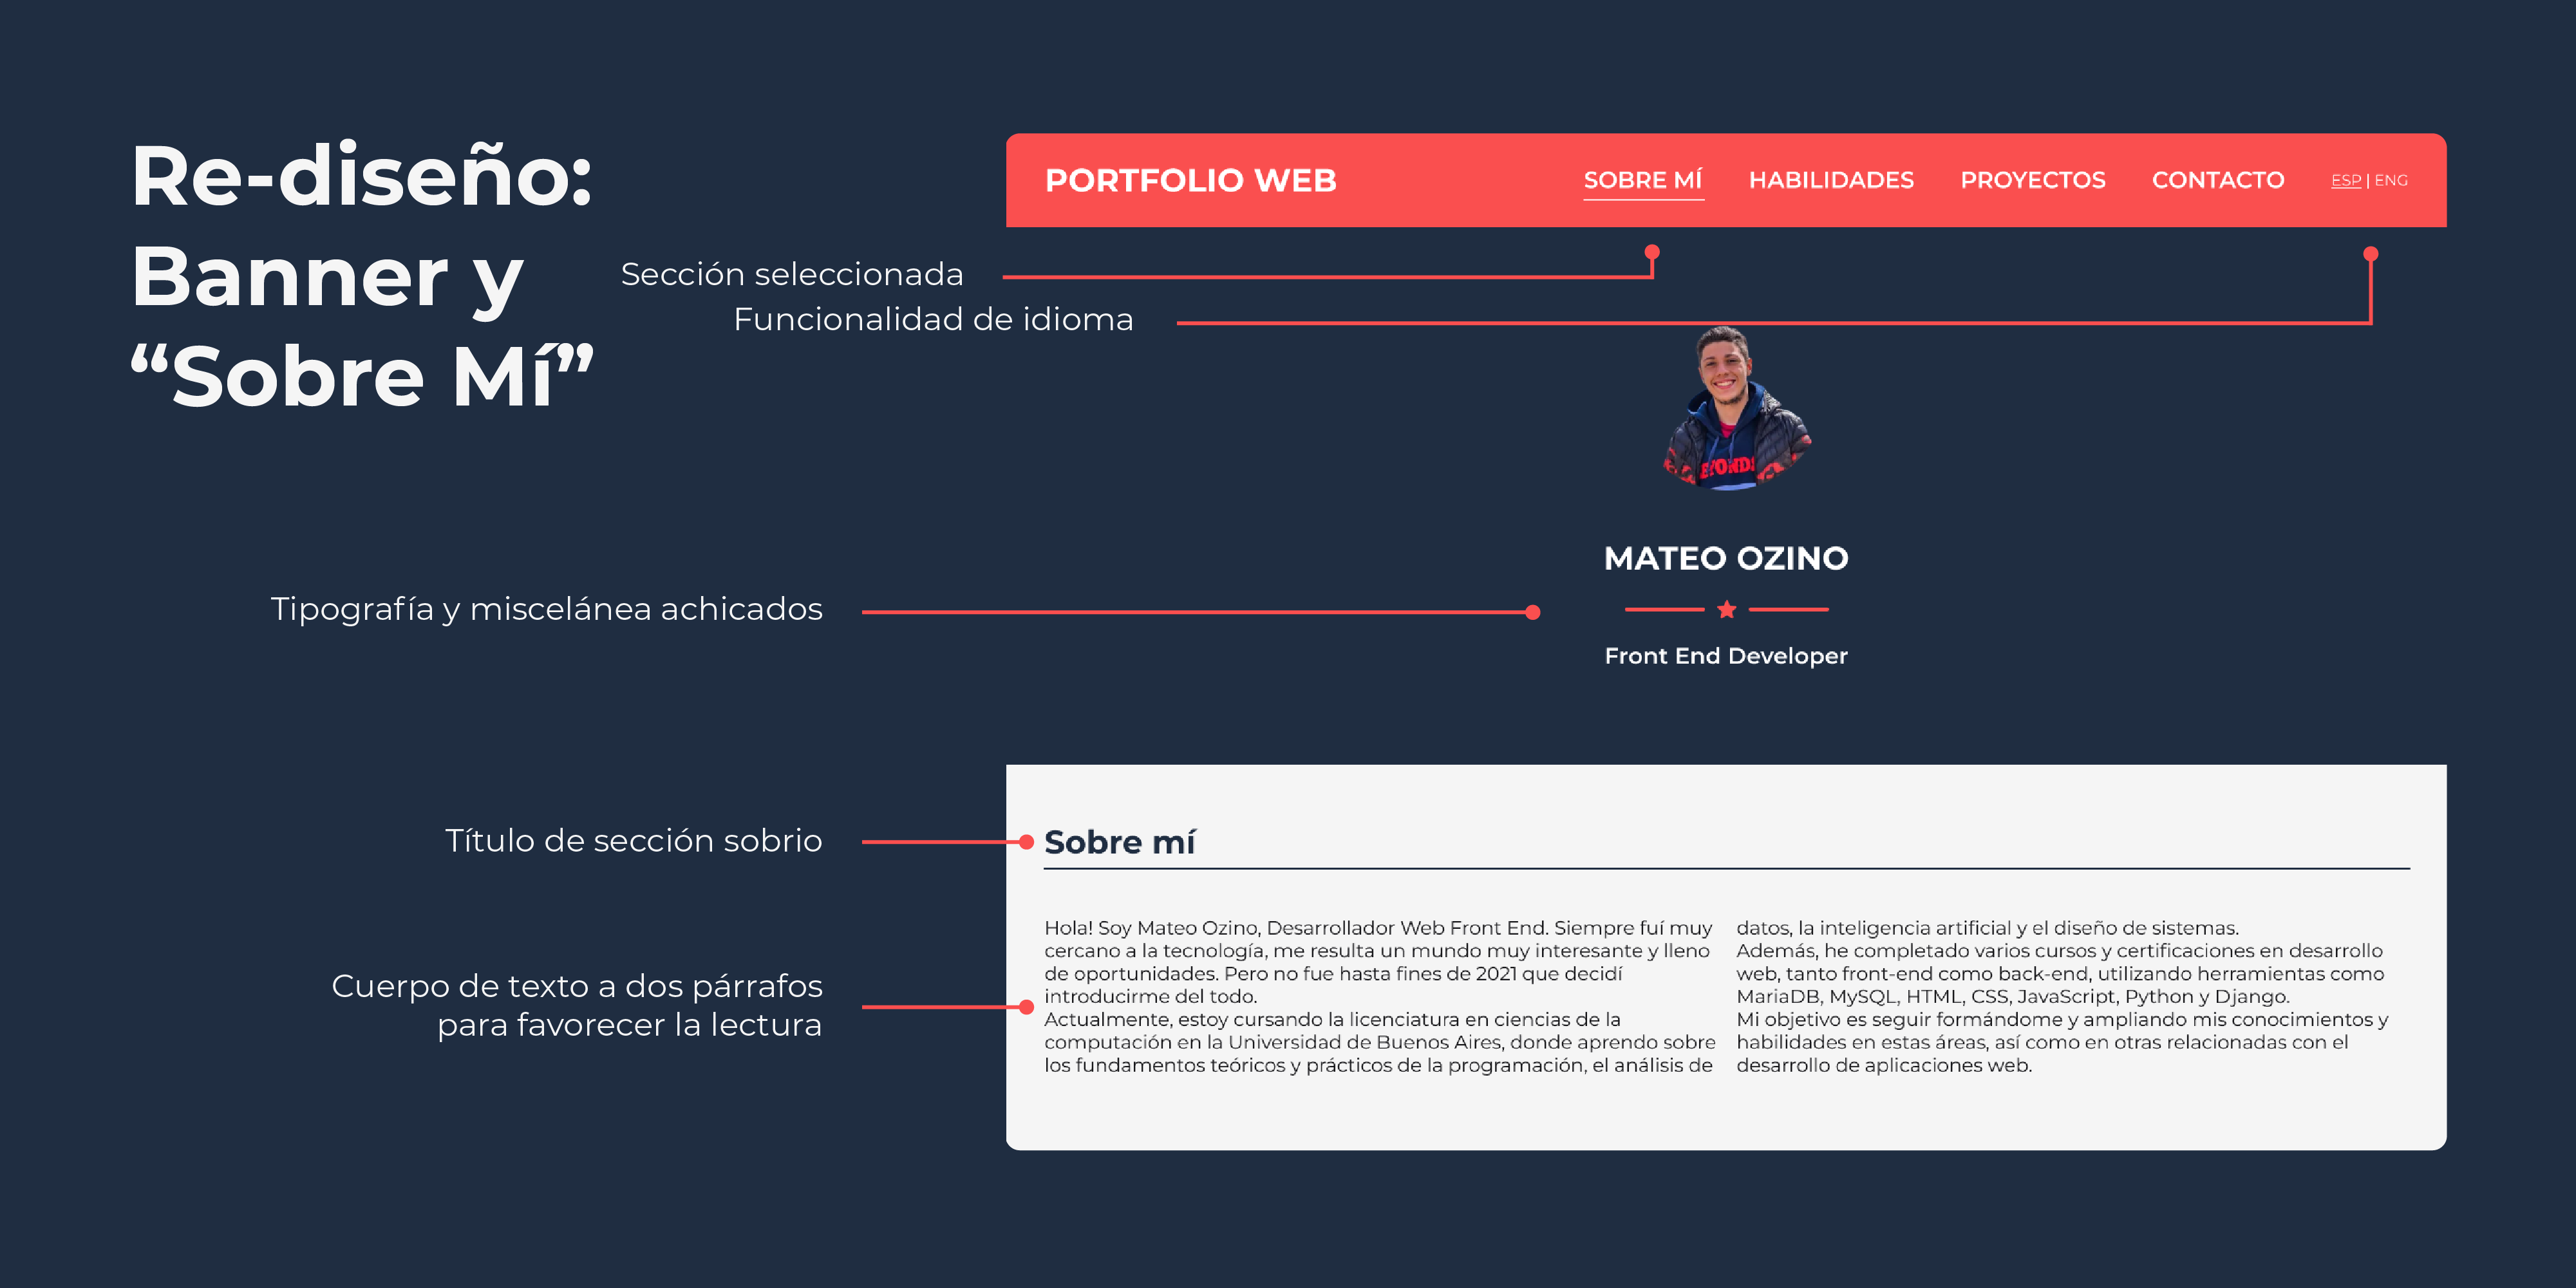 Re-diseño:
Banner y
“Sobre Mí”
PORTFOLIO WEB
SOBRE MÍ
HABILIDADES
PROYECTOS
CONTACTO
ESP | ENG
Sección seleccionada
Funcionalidad de idioma
MATEO OZINO
Tipografía y miscelánea achicados
Front End Developer
Título de sección sobrio
Sobre mí
Cuerpo de texto a dos párrafos
para favorecer la lectura
Hola! Soy Mateo Ozino, Desarrollador Web Front End. Siempre fuí muy
cercano a la tecnología, me resulta un mundo muy interesante y lleno
de oportunidades. Pero no fue hasta fines de 2021 que decidí
introducirme del todo.
Actualmente, estoy cursando la licenciatura en ciencias de la
computación en la Universidad de Buenos Aires, donde aprendo sobre
los fundamentos teóricos y prácticos de la programación, el análisis de
datos, la inteligencia artificial y el diseño de sistemas.
Además, he completado varios cursos y certificaciones en desarrollo
web, tanto front-end como back-end, utilizando herramientas como
MariaDB, MySQL, HTML, CSS, JavaScript, Python y Django.
Mi objetivo es seguir formándome y ampliando mis conocimientos y
habilidades en estas áreas, así como en otras relacionadas con el
desarrollo de aplicaciones web.